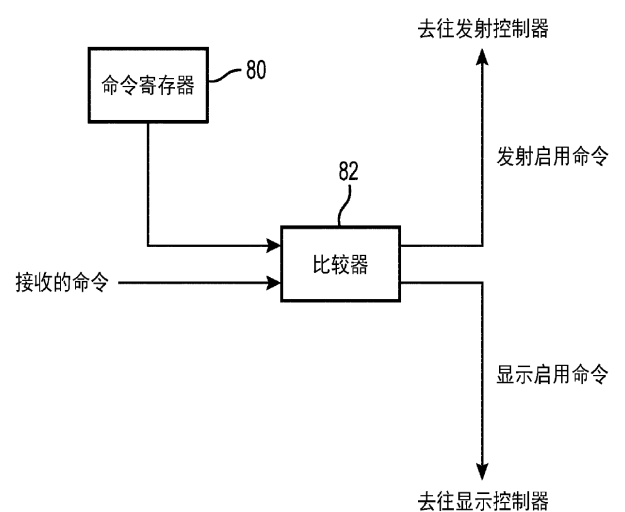 去往发射控制器
命令寄存器
80
发射启用命令
82
比较器
接收的命令
显示启用命令
去往显示控制器